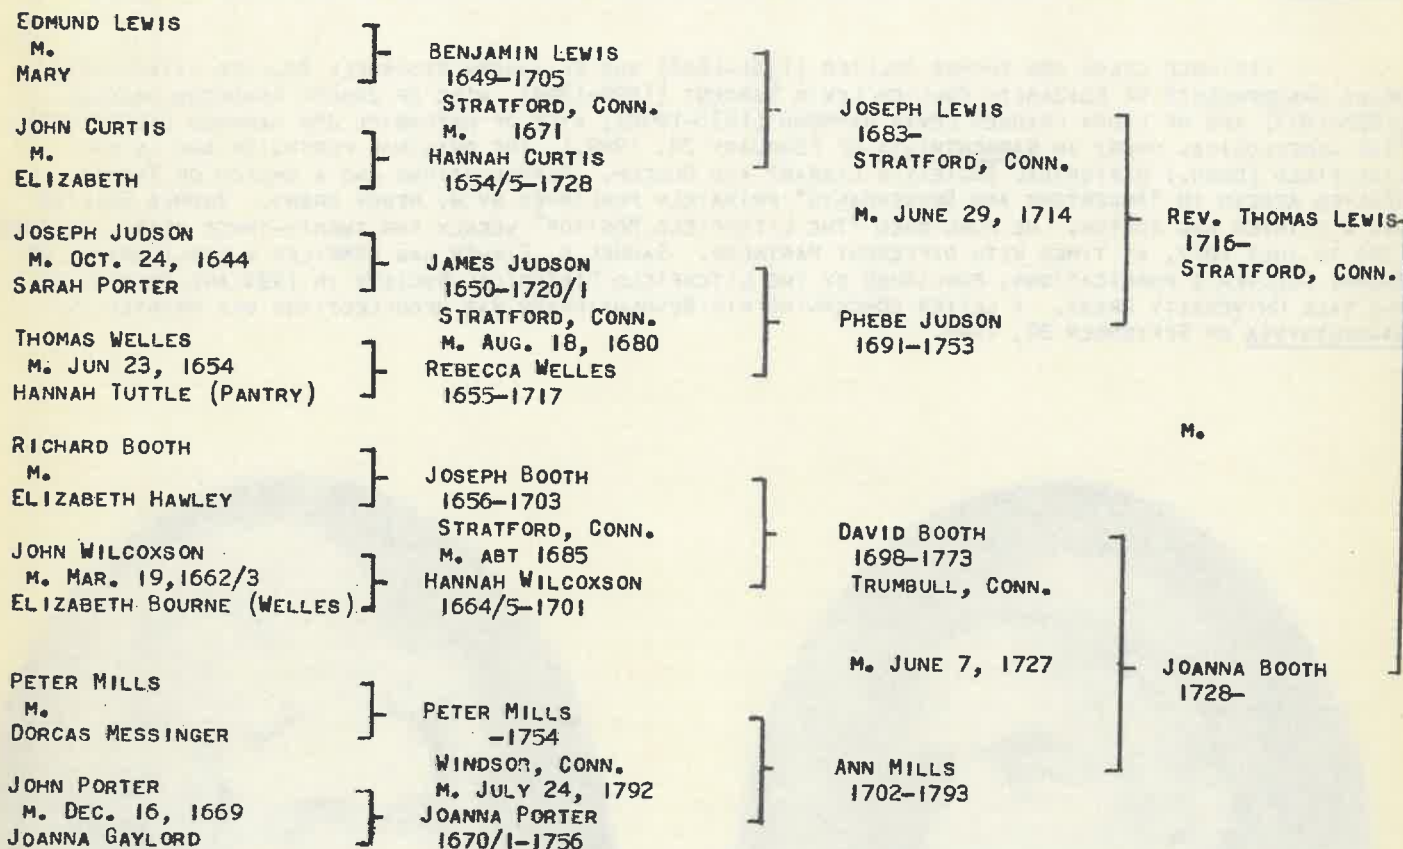 EDMUND LEWIS
M.
MARY
JOHN CURTIS
M.
ELIZABETH
JOSEPH JUDSON
M. OCT. 24, 1644
SARAH PORTER
THOMAS WELLES
M. JUN 23, 1654
HANNAH TUTTLE (PANTRY)
RICHARD BOOTH
M.
ELIZABETH HAWLEY
JOHN WILCOXSON
M. MAR. 19,1662/3
ELIZABETH BOURNE (WELLES)
PETER MILLS
M.
DORCAS MESSINGER
JOHN PORTER
M. DEC. 16, 1669
JOANNA GAYLORD
BENJAMIN LEWIS
1649-1705
STRATFORD, CONN.
M. 1671
HANNAH CURTIS
1654/5-1728
JAMES JUDSON
1650-1720/1
STRATFORD, CONN.
M. AUG. 18, 1680
REBECCA WELLES
1655-1717
JOSEPH BOOTH
1656-1703
STRATFORD, CONN.
M. ABT 1685
HANNAH WILCOXSON
1664/5-1701
PETER MILLS
-1754
WINDSOR, CONN.
M. JULY 24, 1792
JOANNA PORTER
1670/1-1756
JOSEPH LEWIS
1683-
STRATFORD, CONN.
M. JUNE 29, 1714
PHEBE JUDSON
1691-1753
DAVID BOOTH
1698-1773
TRUMBULL, CONN.
M. JUNE 7, 1727
ANN MILLS
1702-1793
REV. THOMAS LEWIS
1716-
STRATFORD, CONN.
M.
JOANNA BOOTH
1728-